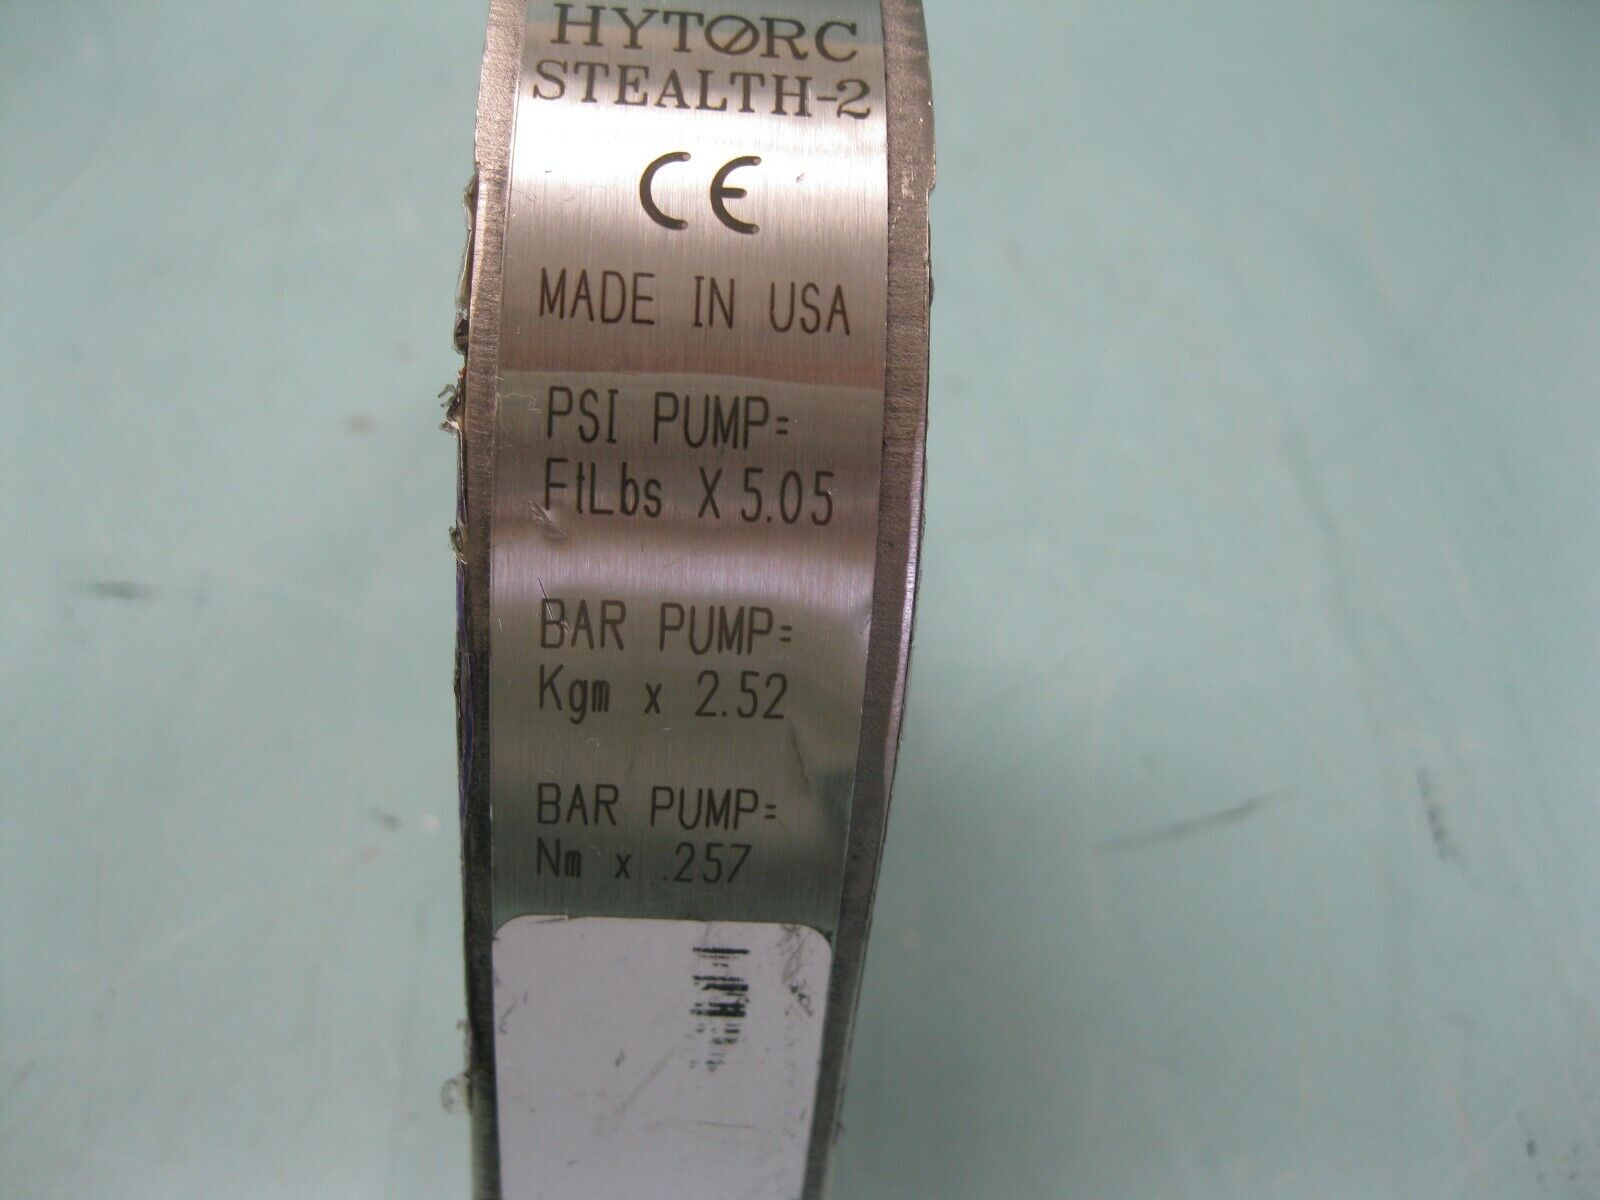 HYTØRC
STEALTH-2
CE
MADE IN USA
PSI PUMP=
FtLbs X 5.05
BAR PUMP=
Kgm x 2.52
BAR PUMP=
Nm x .257